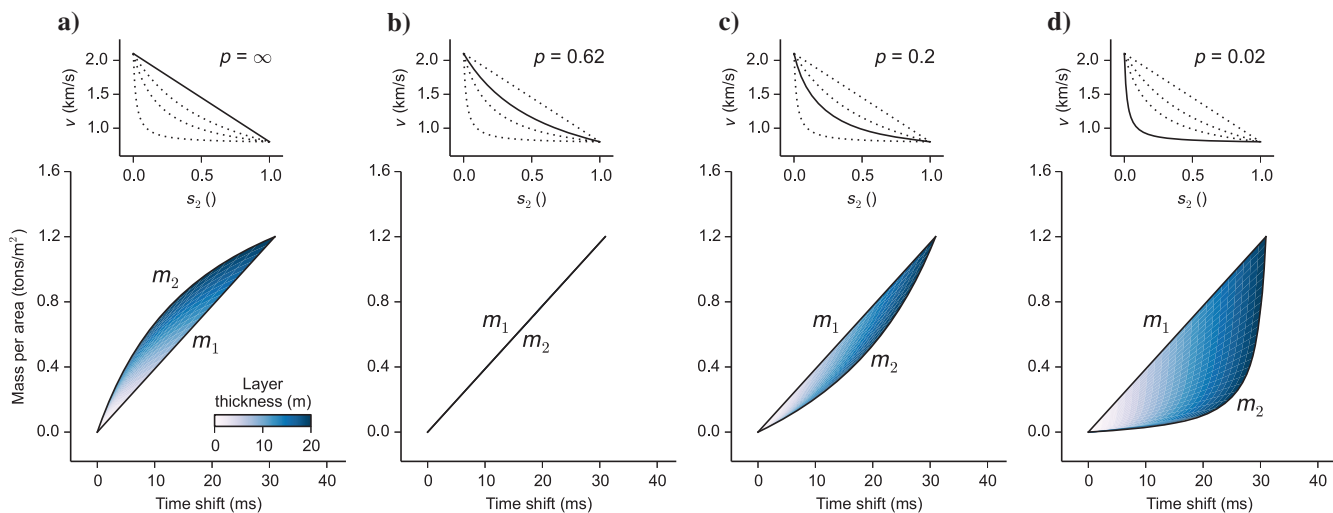 a)
p = ∞
2.0
1.5
1.0
v (km/s)
0.0 0.5 1.0
s₂ ()
1.6
1.2
0.8
0.4
0.0
Mass per area (tons/m²)
m₂
m₁
Layer
thickness (m)
0 10 20
0 10 20 30 40
Time shift (ms)
b)
p = 0.62
2.0
1.5
1.0
v (km/s)
0.0 0.5 1.0
s₂ ()
1.6
1.2
0.8
0.4
0.0
m₁
m₂
0 10 20 30 40
Time shift (ms)
c)
p = 0.2
2.0
1.5
1.0
v (km/s)
0.0 0.5 1.0
s₂ ()
1.6
1.2
0.8
0.4
0.0
m₁
m₂
0 10 20 30 40
Time shift (ms)
d)
p = 0.02
2.0
1.5
1.0
v (km/s)
0.0 0.5 1.0
s₂ ()
1.6
1.2
0.8
0.4
0.0
m₁
m₂
0 10 20 30 40
Time shift (ms)